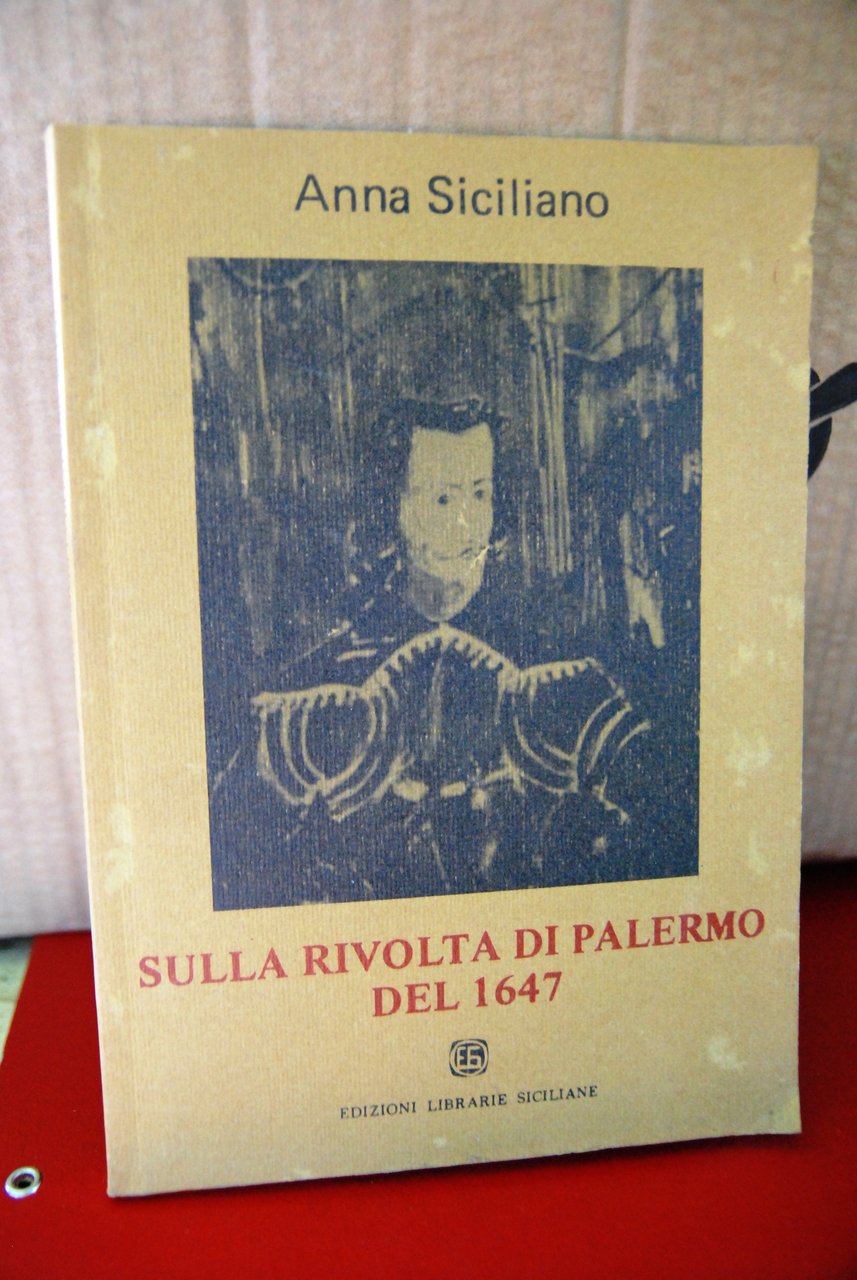 Anna Siciliano
SULLA RIVOLTA DI PALERMO
DEL 1647
EDIZIONI LIBRARIE SICILIANE